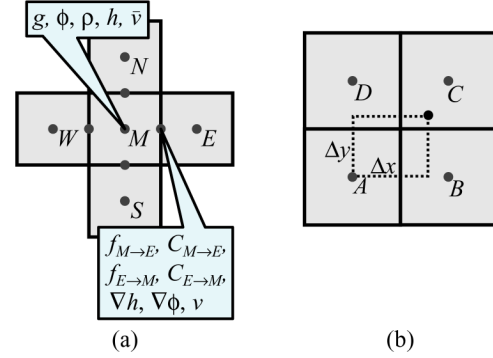 g, ϕ, ρ, h, v̄
N
W
M
E
S
f_{M→E}, C_{M→E},
f_{E→M}, C_{E→M},
∇h, ∇ϕ, v
(a)
D
C
Δy
Δx
A
B
(b)